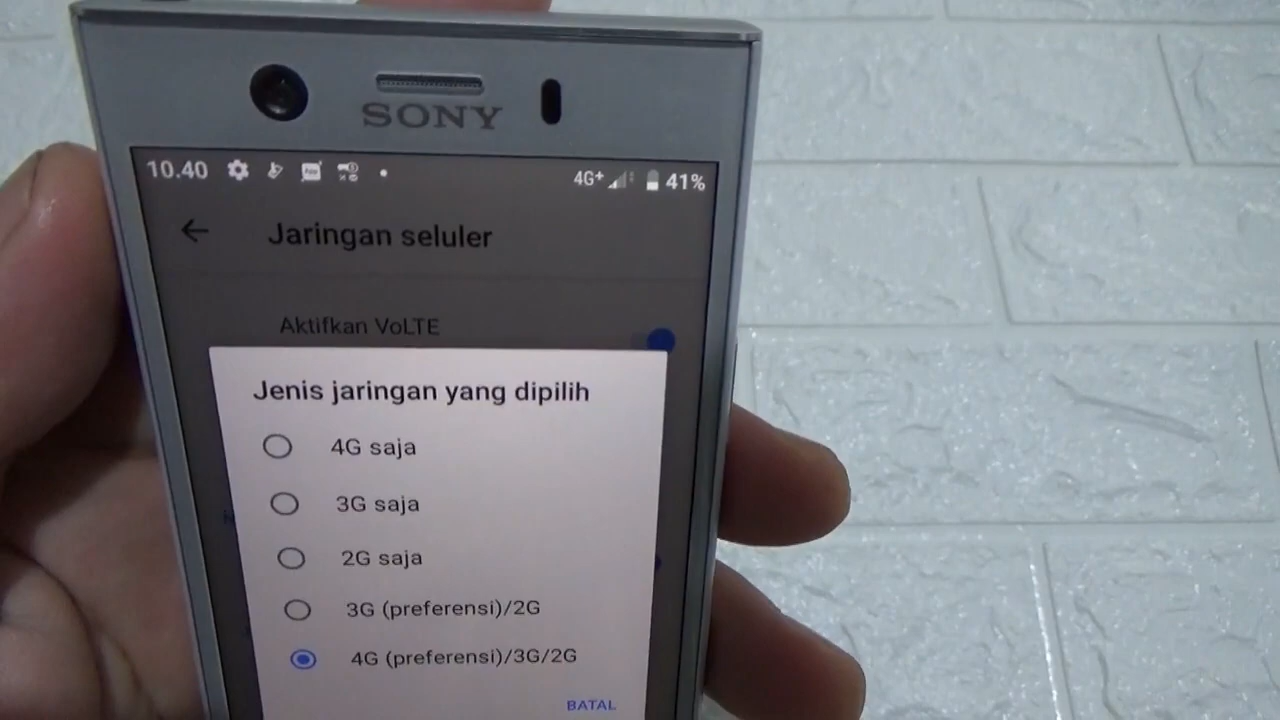 SONY
10.40
4G+ 41%
Jaringan seluler
Aktifkan VoLTE
Jenis jaringan yang dipilih
4G saja
3G saja
2G saja
3G (preferensi)/2G
4G (preferensi)/3G/2G
BATAL